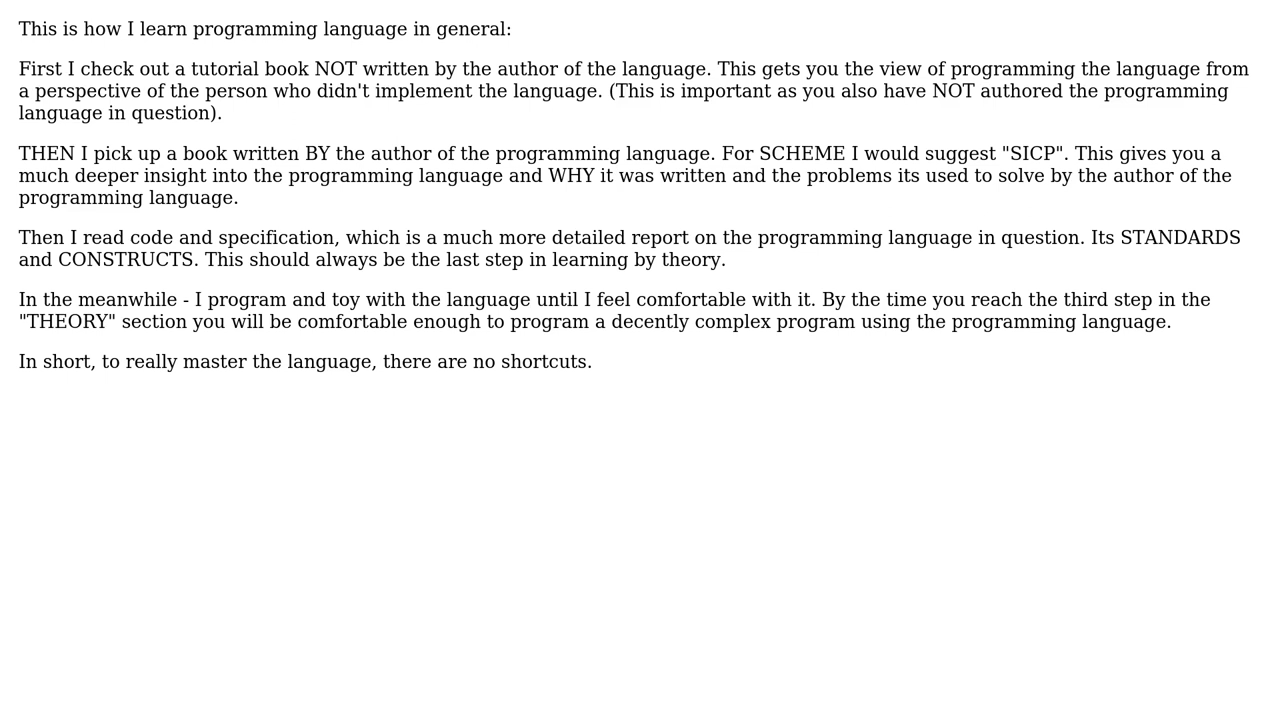 This is how I learn programming language in general:
First I check out a tutorial book NOT written by the author of the language. This gets you the view of programming the language from
a perspective of the person who didn't implement the language. (This is important as you also have NOT authored the programming
language in question).
THEN I pick up a book written BY the author of the programming language. For SCHEME I would suggest "SICP". This gives you a
much deeper insight into the programming language and WHY it was written and the problems its used to solve by the author of the
programming language.
Then I read code and specification, which is a much more detailed report on the programming language in question. Its STANDARDS
and CONSTRUCTS. This should always be the last step in learning by theory.
In the meanwhile - I program and toy with the language until I feel comfortable with it. By the time you reach the third step in the
"THEORY" section you will be comfortable enough to program a decently complex program using the programming language.
In short, to really master the language, there are no shortcuts.